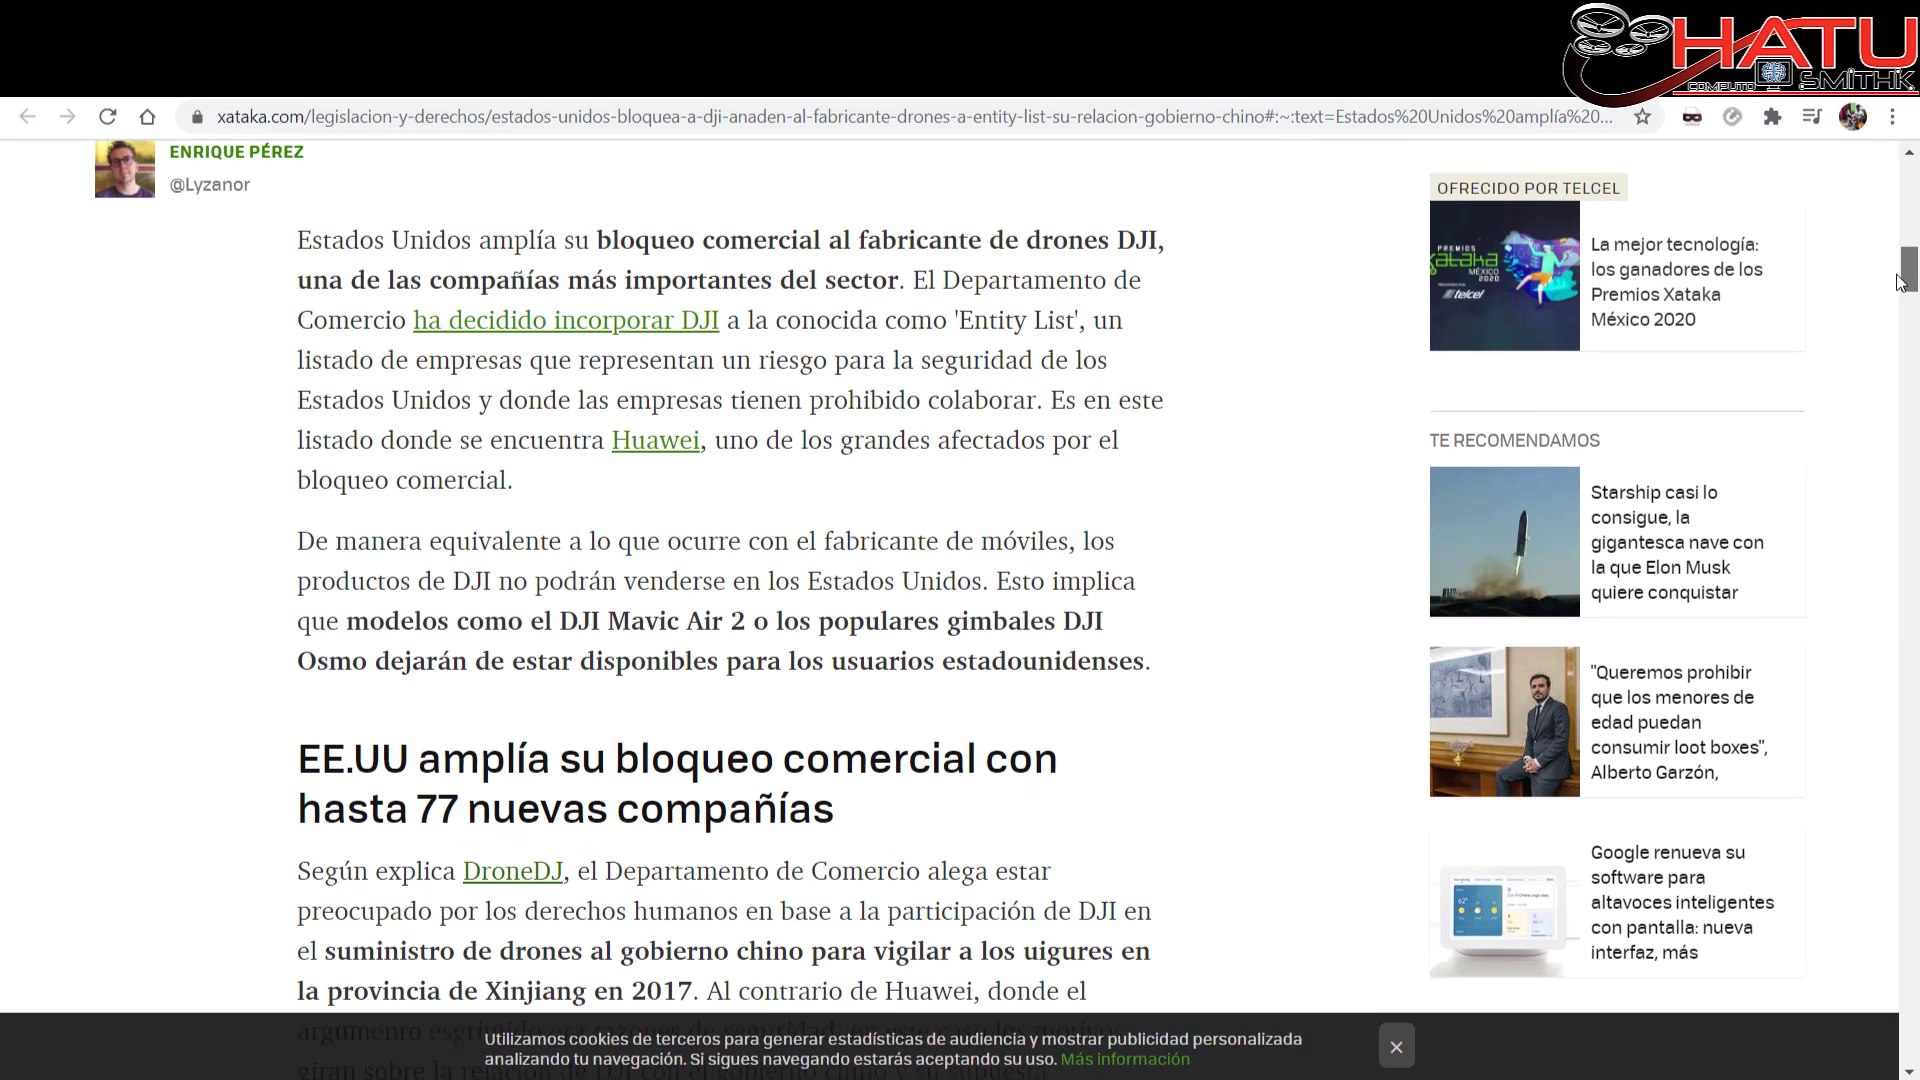 HATU
COMPUTO SMITHK
xataka.com/legislacion-y-derechos/estados-unidos-bloquea-a-dji-anaden-al-fabricante-drones-a-entity-list-su-relacion-gobierno-chino#:~:text=Estados%20Unidos%20amplía%20...
ENRIQUE PÉREZ
@Lyzanor
Estados Unidos amplía su bloqueo comercial al fabricante de drones DJI,
una de las compañías más importantes del sector. El Departamento de
Comercio ha decidido incorporar DJI a la conocida como 'Entity List', un
listado de empresas que representan un riesgo para la seguridad de los
Estados Unidos y donde las empresas tienen prohibido colaborar. Es en este
listado donde se encuentra Huawei, uno de los grandes afectados por el
bloqueo comercial.
De manera equivalente a lo que ocurre con el fabricante de móviles, los
productos de DJI no podrán venderse en los Estados Unidos. Esto implica
que modelos como el DJI Mavic Air 2 o los populares gimbales DJI
Osmo dejarán de estar disponibles para los usuarios estadounidenses.
EE.UU amplía su bloqueo comercial con
hasta 77 nuevas compañías
Según explica DroneDJ, el Departamento de Comercio alega estar
preocupado por los derechos humanos en base a la participación de DJI en
el suministro de drones al gobierno chino para vigilar a los uigures en
la provincia de Xinjiang en 2017. Al contrario de Huawei, donde el
OFRECIDO POR TELCEL
PREMIOS
xataka
MÉXICO
2020
telcel
La mejor tecnología:
los ganadores de los
Premios Xataka
México 2020
TE RECOMENDAMOS
Starship casi lo
consigue, la
gigantesca nave con
la que Elon Musk
quiere conquistar
"Queremos prohibir
que los menores de
edad puedan
consumir loot boxes",
Alberto Garzón,
Google renueva su
software para
altavoces inteligentes
con pantalla: nueva
interfaz, más
Utilizamos cookies de terceros para generar estadísticas de audiencia y mostrar publicidad personalizada
analizando tu navegación. Si sigues navegando estarás aceptando su uso. Más información